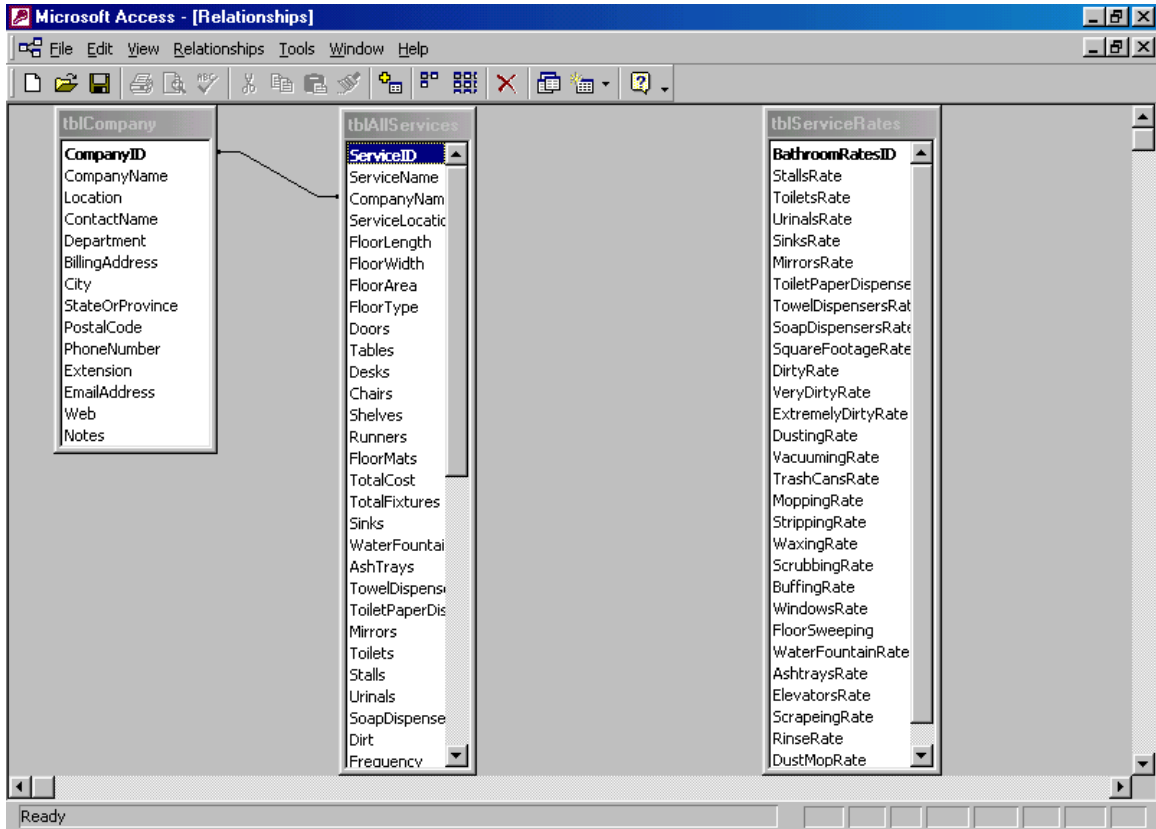 Microsoft Access - [Relationships]
File Edit View Relationships Tools Window Help
tblCompany
CompanyID
CompanyName
Location
ContactName
Department
BillingAddress
City
StateOrProvince
PostalCode
PhoneNumber
Extension
EmailAddress
Web
Notes
tblAllServices
ServiceID
ServiceName
CompanyNam
ServiceLocatio
FloorLength
FloorWidth
FloorArea
FloorType
Doors
Tables
Desks
Chairs
Shelves
Runners
FloorMats
TotalCost
TotalFixtures
Sinks
WaterFountai
AshTrays
TowelDispens
ToiletPaperDis
Mirrors
Toilets
Stalls
Urinals
SoapDispense
Dirt
Frequency
tblServiceRates
BathroomRatesID
StallsRate
ToiletsRate
UrinalsRate
SinksRate
MirrorsRate
ToiletPaperDispense
TowelDispensersRat
SoapDispensersRate
SquareFootageRate
DirtyRate
VeryDirtyRate
ExtremelyDirtyRate
DustingRate
VacuumingRate
TrashCansRate
MoppingRate
StrippingRate
WaxingRate
ScrubbingRate
BuffingRate
WindowsRate
FloorSweeping
WaterFountainRate
AshtraysRate
ElevatorsRate
ScrapeingRate
RinseRate
DustMopRate
Ready